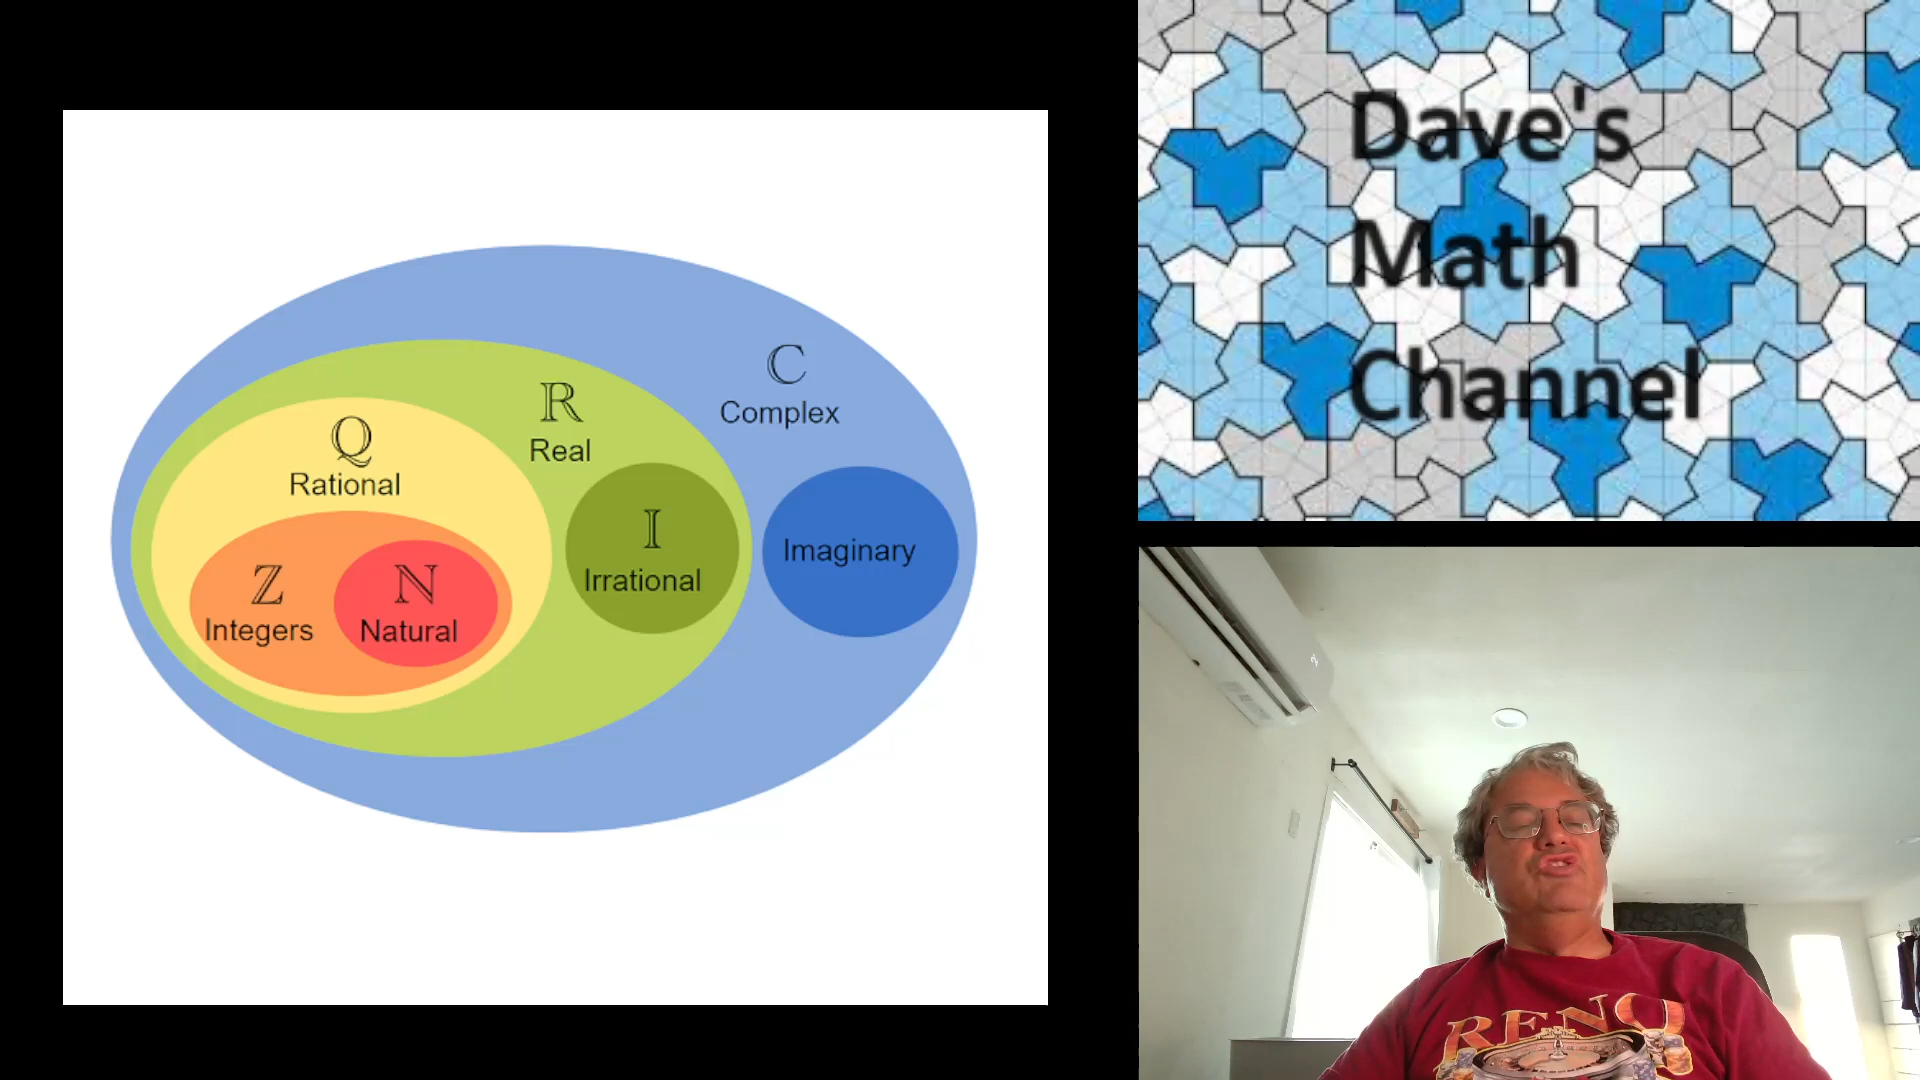 C
Complex
R
Real
Q
Rational
I
Irrational
Imaginary
Z
Integers
N
Natural
Dave's
Math
Channel
RENO